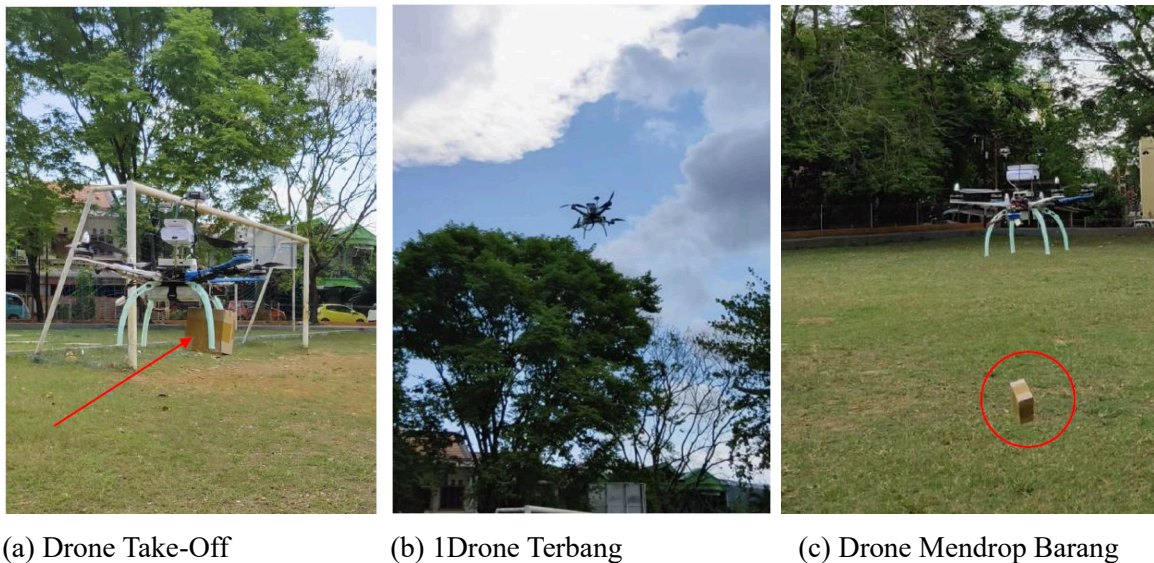 (a) Drone Take-Off
(b) 1Drone Terbang
(c) Drone Mendrop Barang